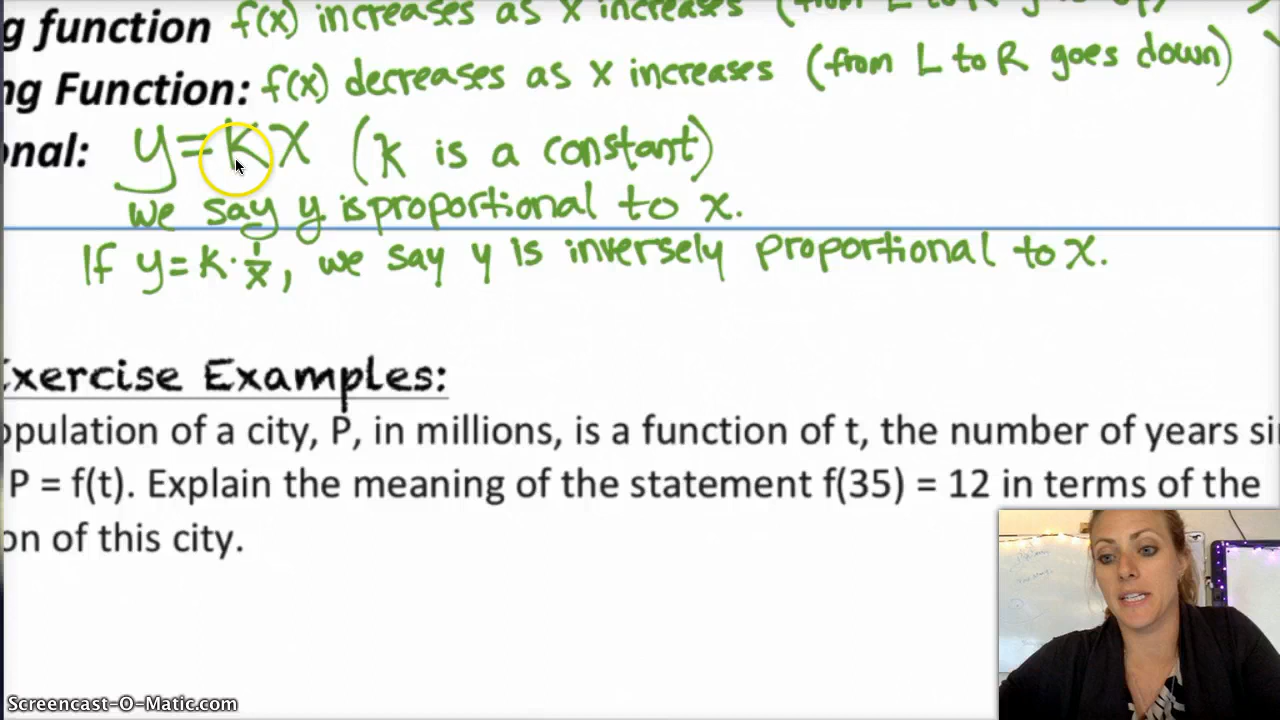 g function f(x) increases as x increases (from L to R
ng Function: f(x) decreases as x increases (from L to R goes down)
onal: y=kx (k is a constant)
we say y is proportional to x.
If y=k·1/x, we say y is inversely proportional to x.
Exercise Examples:
opulation of a city, P, in millions, is a function of t, the number of years si
P = f(t). Explain the meaning of the statement f(35) = 12 in terms of the
on of this city.
Screencast-O-Matic.com